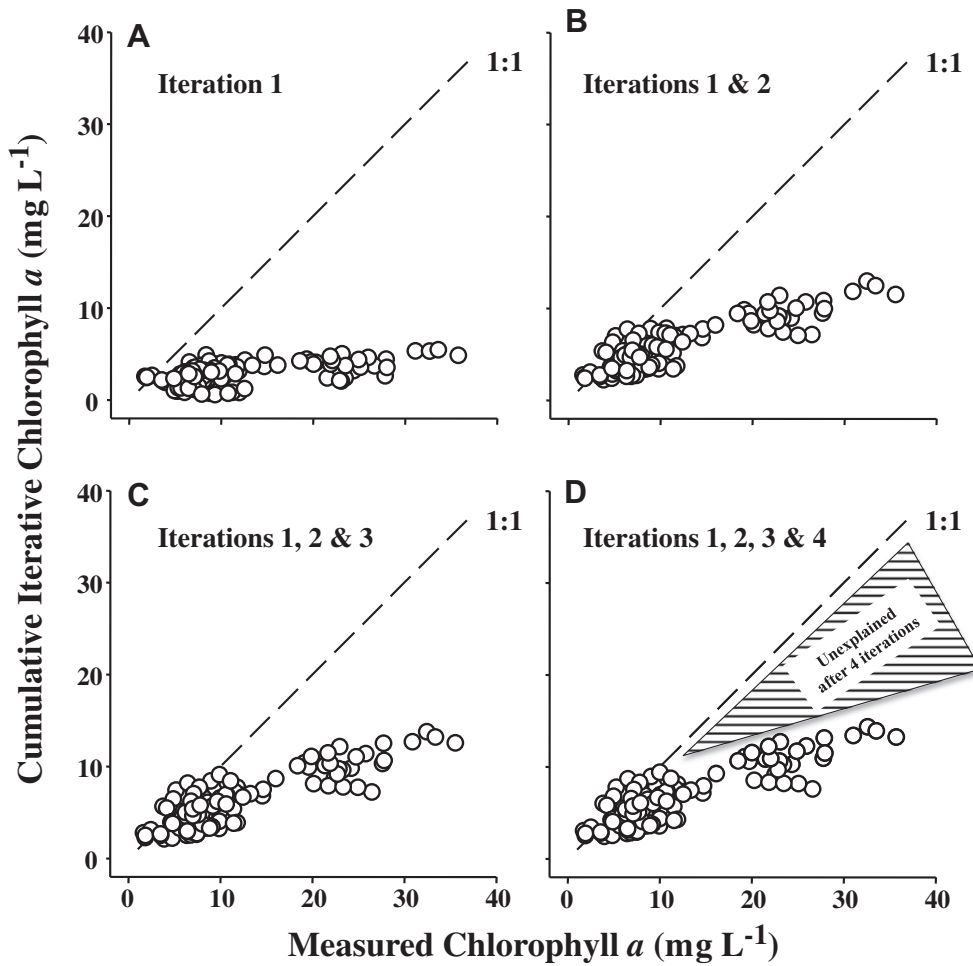 Cumulative Iterative Chlorophyll a (mg L-1)
A
Iteration 1
1:1
40
30
20
10
0
B
Iterations 1 & 2
1:1
C
Iterations 1, 2 & 3
1:1
40
30
20
10
0
0 10 20 30 40
D
Iterations 1, 2, 3 & 4
1:1
Unexplained
after 4 iterations
0 10 20 30 40
Measured Chlorophyll a (mg L-1)